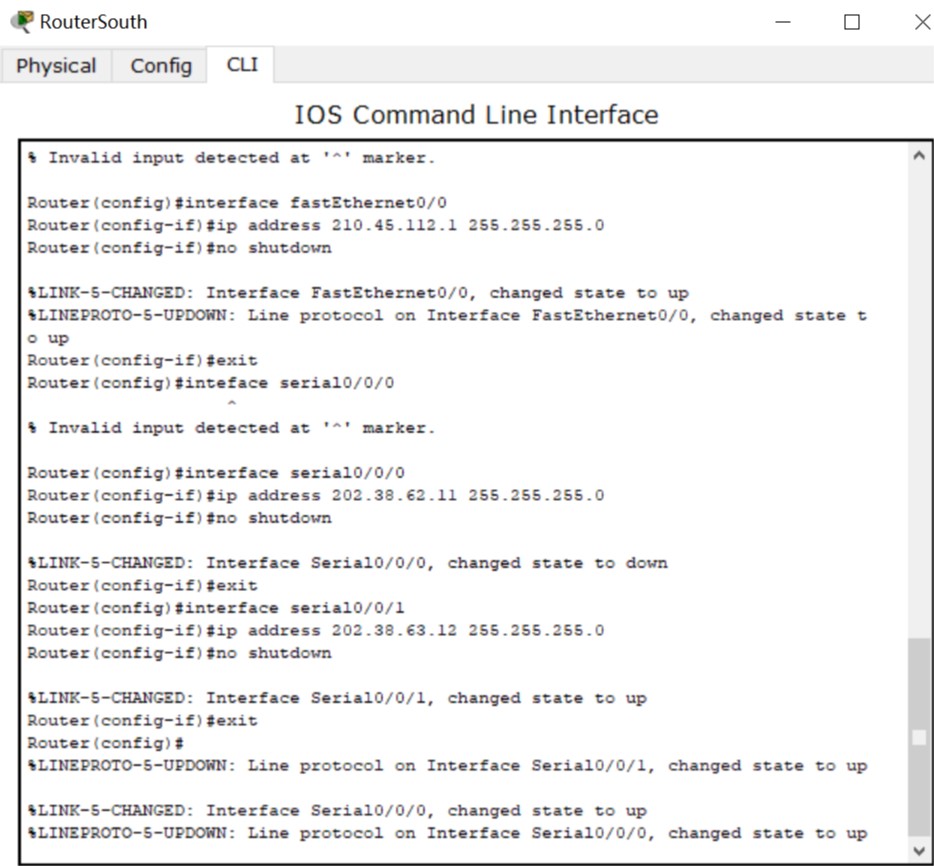 RouterSouth
Physical Config CLI
IOS Command Line Interface
% Invalid input detected at '^' marker.
Router(config)#interface fastEthernet0/0
Router(config-if)#ip address 210.45.112.1 255.255.255.0
Router(config-if)#no shutdown
%LINK-5-CHANGED: Interface FastEthernet0/0, changed state to up
%LINEPROTO-5-UPDOWN: Line protocol on Interface FastEthernet0/0, changed state t
o up
Router(config-if)#exit
Router(config)#inteface serial0/0/0
^
% Invalid input detected at '^' marker.
Router(config)#interface serial0/0/0
Router(config-if)#ip address 202.38.62.11 255.255.255.0
Router(config-if)#no shutdown
%LINK-5-CHANGED: Interface Serial0/0/0, changed state to down
Router(config-if)#exit
Router(config)#interface serial0/0/1
Router(config-if)#ip address 202.38.63.12 255.255.255.0
Router(config-if)#no shutdown
%LINK-5-CHANGED: Interface Serial0/0/1, changed state to up
Router(config-if)#exit
Router(config)#
%LINEPROTO-5-UPDOWN: Line protocol on Interface Serial0/0/1, changed state to up
%LINK-5-CHANGED: Interface Serial0/0/0, changed state to up
%LINEPROTO-5-UPDOWN: Line protocol on Interface Serial0/0/0, changed state to up